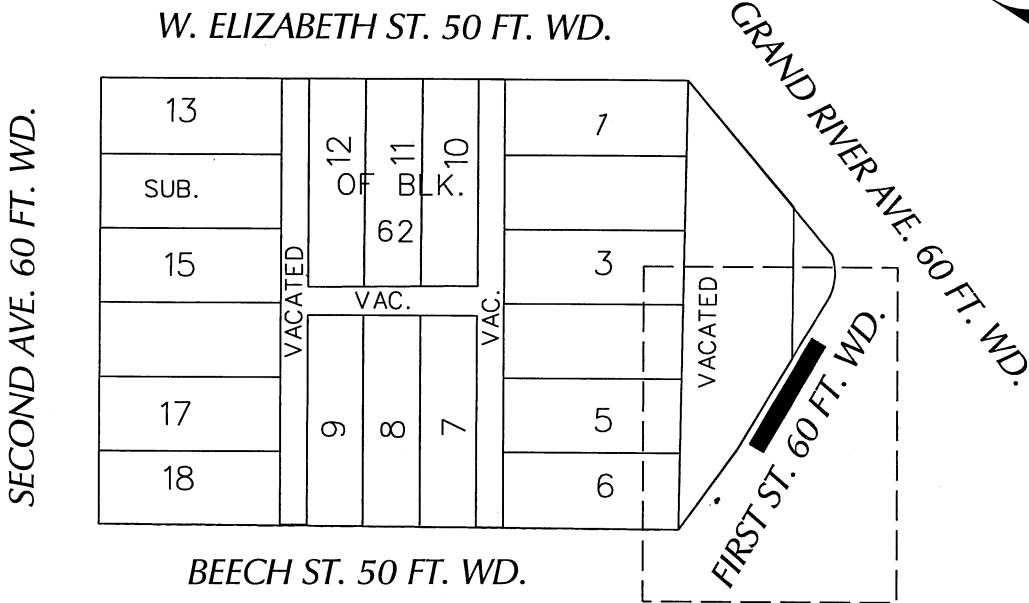 W. ELIZABETH ST. 50 FT. WD.
GRAND RIVER AVE. 60 FT. WD.
SECOND AVE. 60 FT. WD.
13
SUB.
15
17
18
VACATED
12
11
10
OF BLK.
62
VAC.
9
8
7
VAC.
1
3
5
6
VACATED
FIRST ST. 60 FT. WD.
BEECH ST. 50 FT. WD.